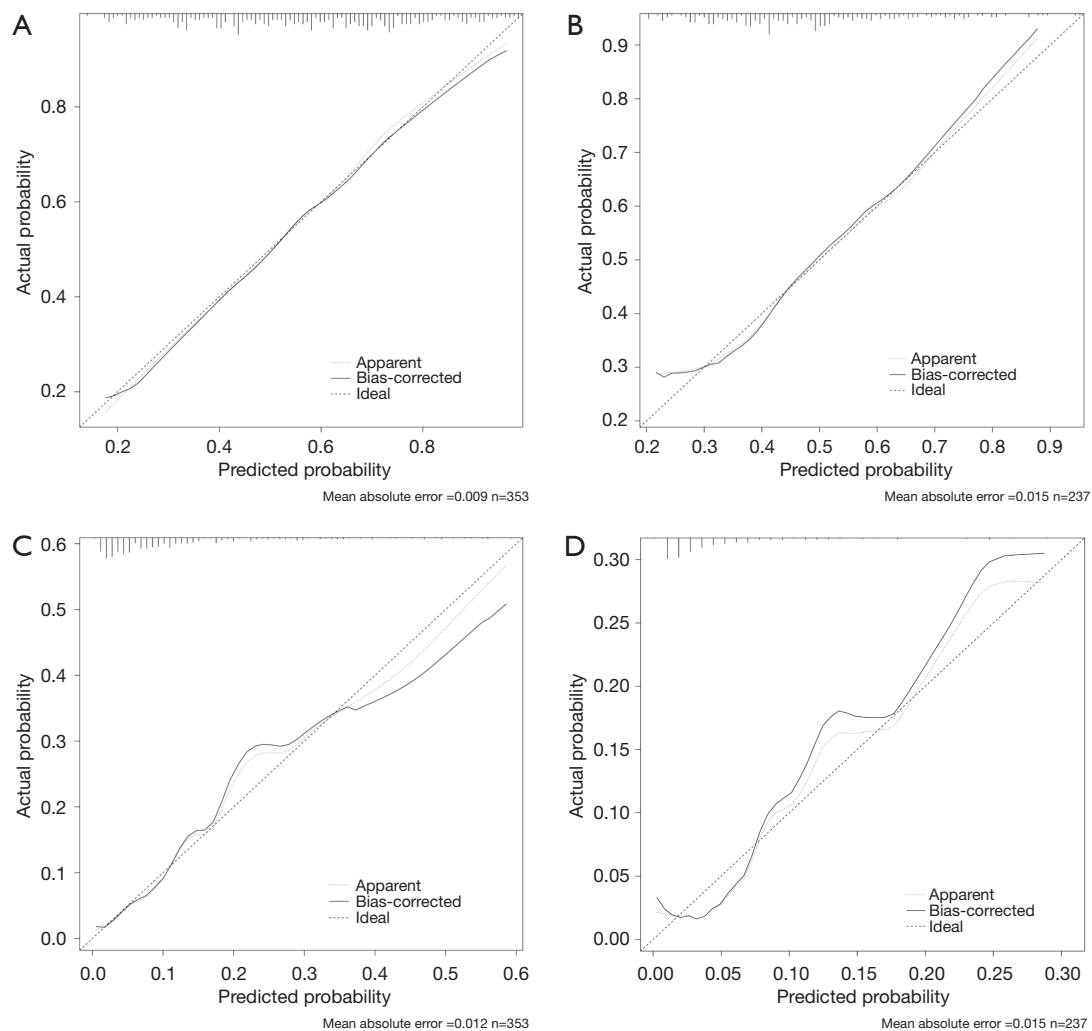 A
Actual probability
0.8
0.6
0.4
0.2
Apparent
Bias-corrected
Ideal
0.2 0.4 0.6 0.8
Predicted probability
Mean absolute error =0.009 n=353
B
Actual probability
0.9
0.8
0.7
0.6
0.5
0.4
0.3
0.2
Apparent
Bias-corrected
Ideal
0.2 0.3 0.4 0.5 0.6 0.7 0.8 0.9
Predicted probability
Mean absolute error =0.015 n=237
C
Actual probability
0.6
0.5
0.4
0.3
0.2
0.1
0.0
Apparent
Bias-corrected
Ideal
0.0 0.1 0.2 0.3 0.4 0.5 0.6
Predicted probability
Mean absolute error =0.012 n=353
D
Actual probability
0.30
0.25
0.20
0.15
0.10
0.05
0.00
Apparent
Bias-corrected
Ideal
0.00 0.05 0.10 0.15 0.20 0.25 0.30
Predicted probability
Mean absolute error =0.015 n=237